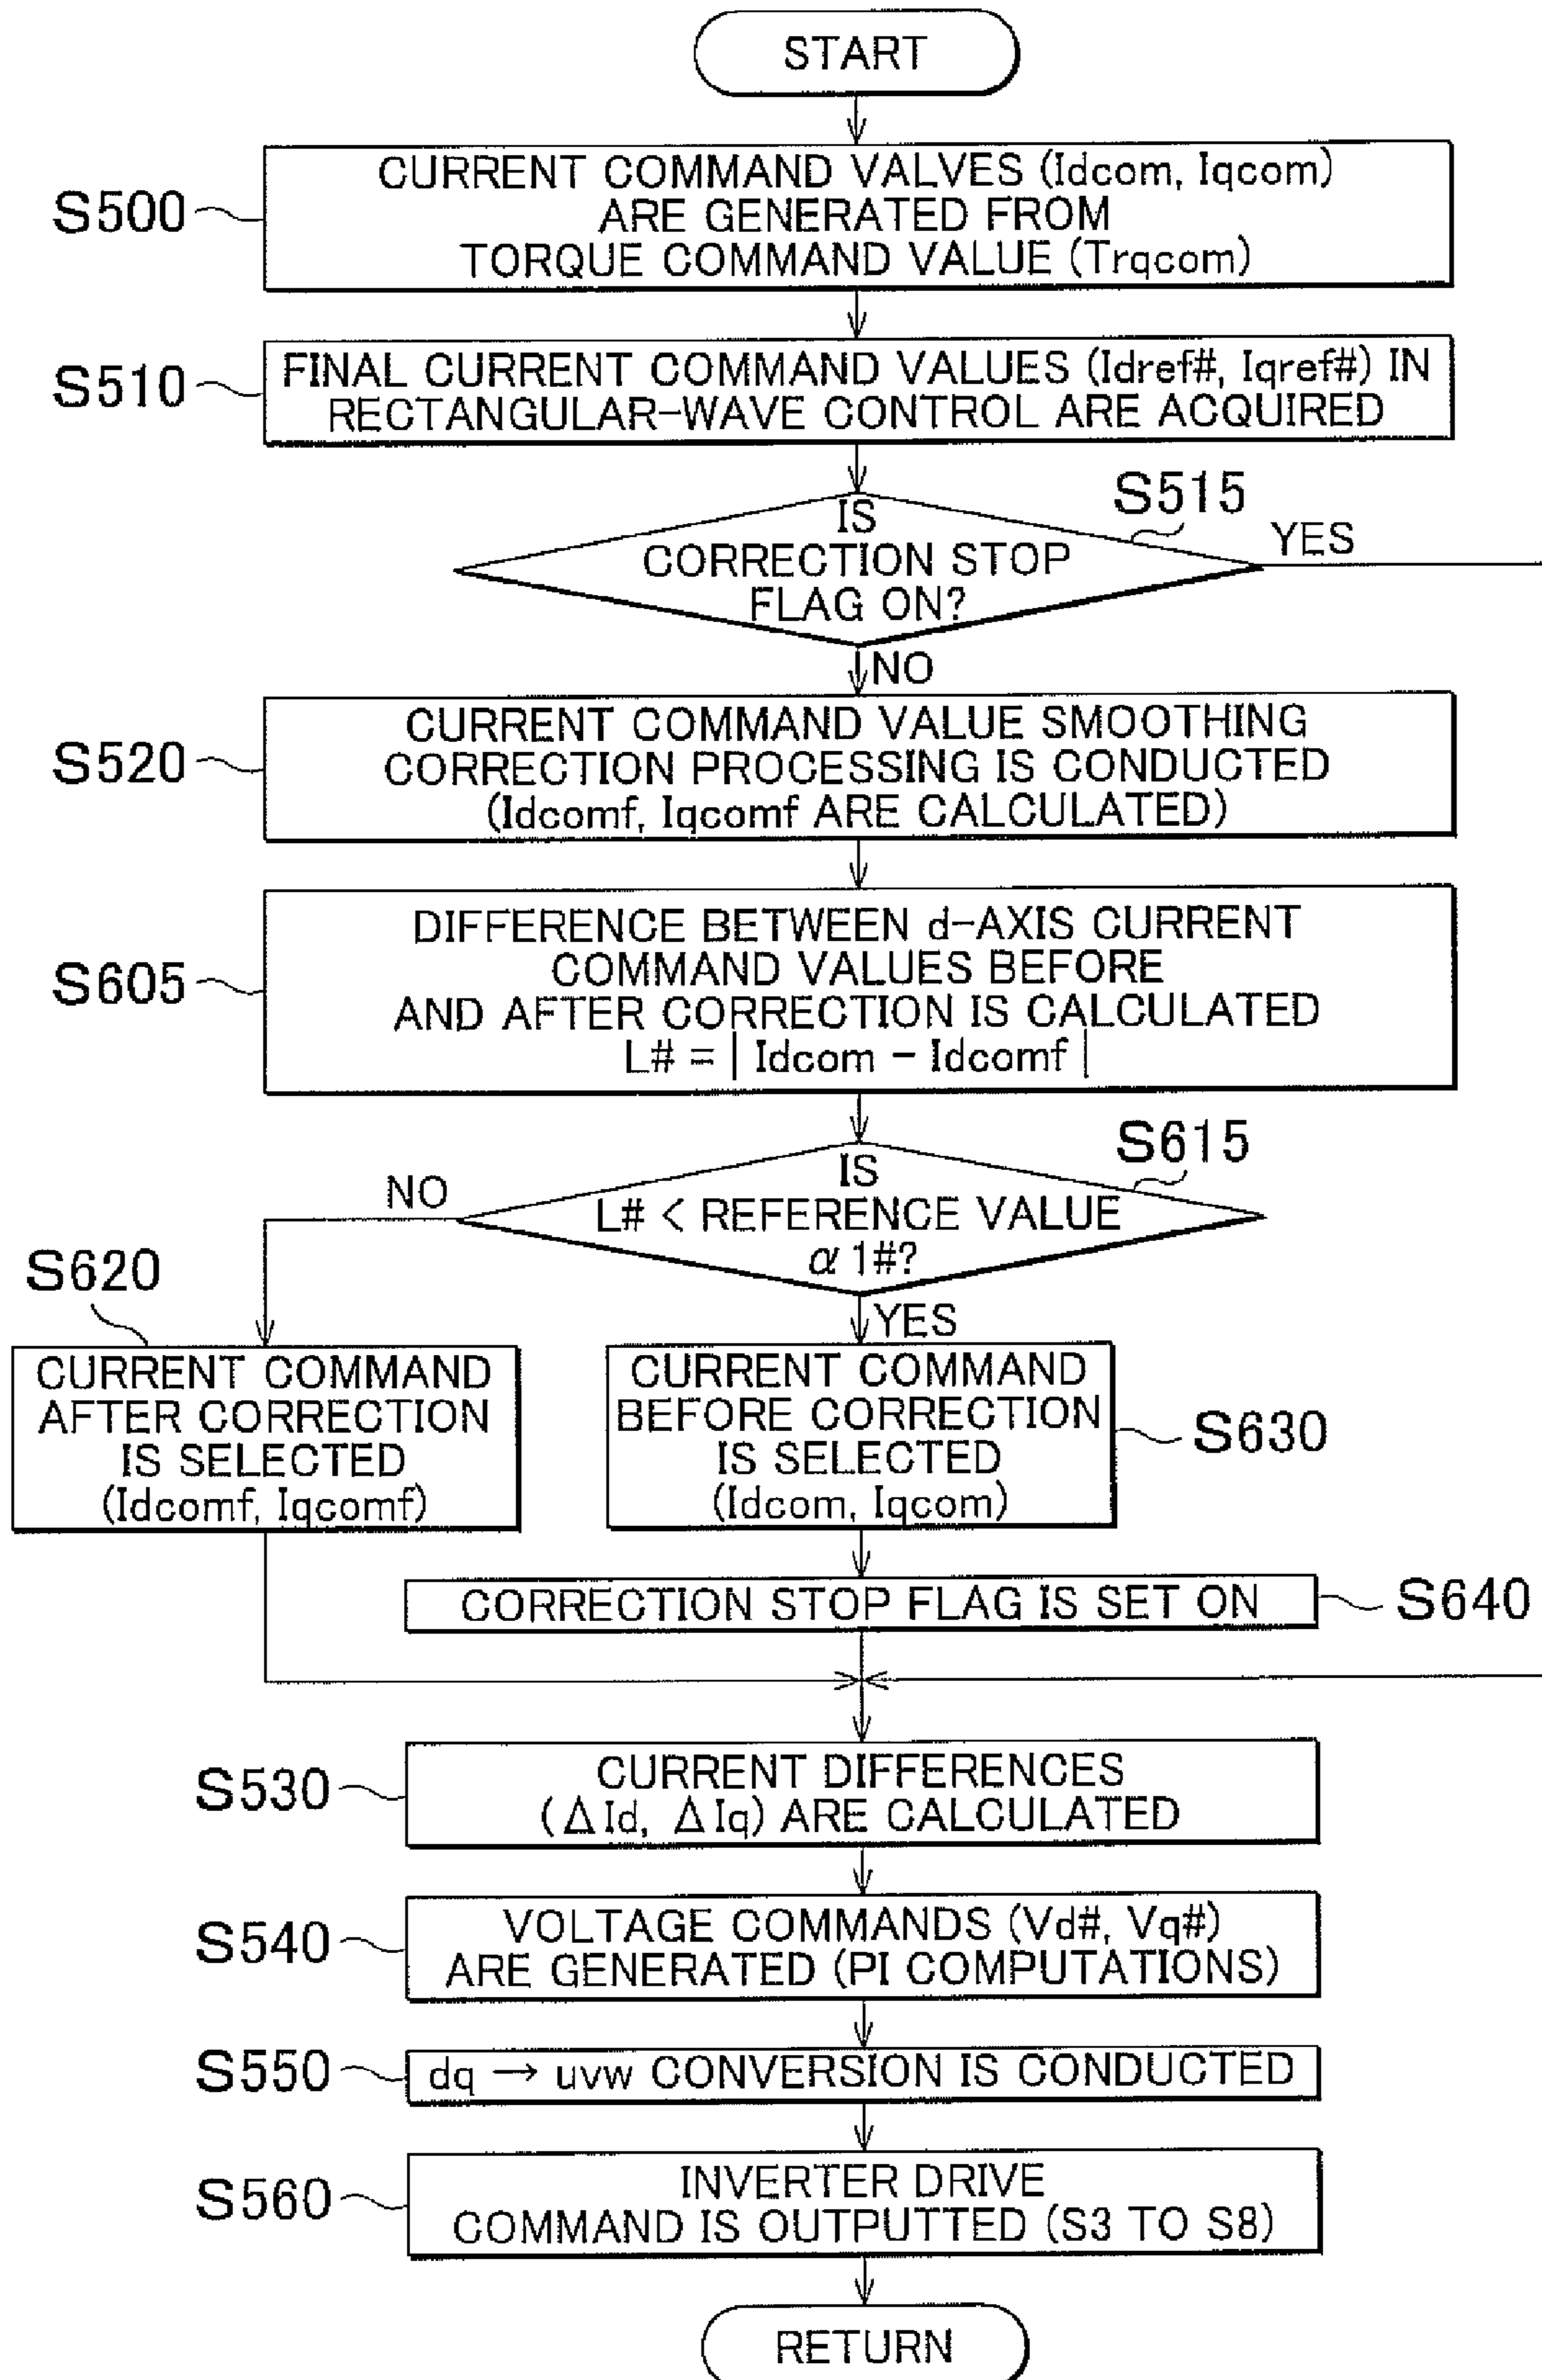 START
CURRENT COMMAND VALVES (Idcom, Iqcom)
ARE GENERATED FROM
TORQUE COMMAND VALUE (Trqcom)
S500
FINAL CURRENT COMMAND VALUES (Idref#, Iqref#) IN
RECTANGULAR-WAVE CONTROL ARE ACQUIRED
S510
S515
IS
CORRECTION STOP
FLAG ON?
YES
NO
CURRENT COMMAND VALUE SMOOTHING
CORRECTION PROCESSING IS CONDUCTED
(Idcomf, Iqcomf ARE CALCULATED)
S520
DIFFERENCE BETWEEN d-AXIS CURRENT
COMMAND VALUES BEFORE
AND AFTER CORRECTION IS CALCULATED
L# = | Idcom - Idcomf |
S605
S615
IS
L# < REFERENCE VALUE
α 1#?
NO
YES
S620
CURRENT COMMAND
AFTER CORRECTION
IS SELECTED
(Idcomf, Iqcomf)
CURRENT COMMAND
BEFORE CORRECTION
IS SELECTED
(Idcom, Iqcom)
S630
CORRECTION STOP FLAG IS SET ON
S640
CURRENT DIFFERENCES
(ΔId, ΔIq) ARE CALCULATED
S530
VOLTAGE COMMANDS (Vd#, Vq#)
ARE GENERATED (PI COMPUTATIONS)
S540
S550
dq → uvw CONVERSION IS CONDUCTED
INVERTER DRIVE
COMMAND IS OUTPUTTED (S3 TO S8)
S560
RETURN